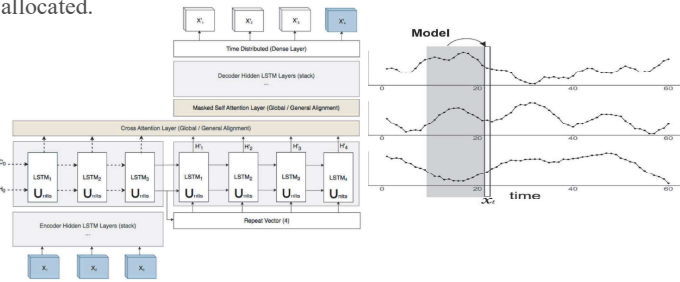 allocated.
X'₁ X'₂ X'₃ X'₄
Time Distributed (Dense Layer)
Decoder Hidden LSTM Layers (stack)
...
Masked Self Attention Layer (Global / General Alignment)
Cross Attention Layer (Global / General Alignment)
H'₁ H'₂ H'₃ H'₄
LSTM₁ LSTM₂ LSTM₃ LSTM₁ LSTM₂ LSTM₃ LSTM₄
Units Units Units Units Units Units Units
Encoder Hidden LSTM Layers (stack)
...
Repeat Vector (4)
X₁ X₂ X₃
Model
0 20 40 60
0 20 40 60
0 20 40 60
time